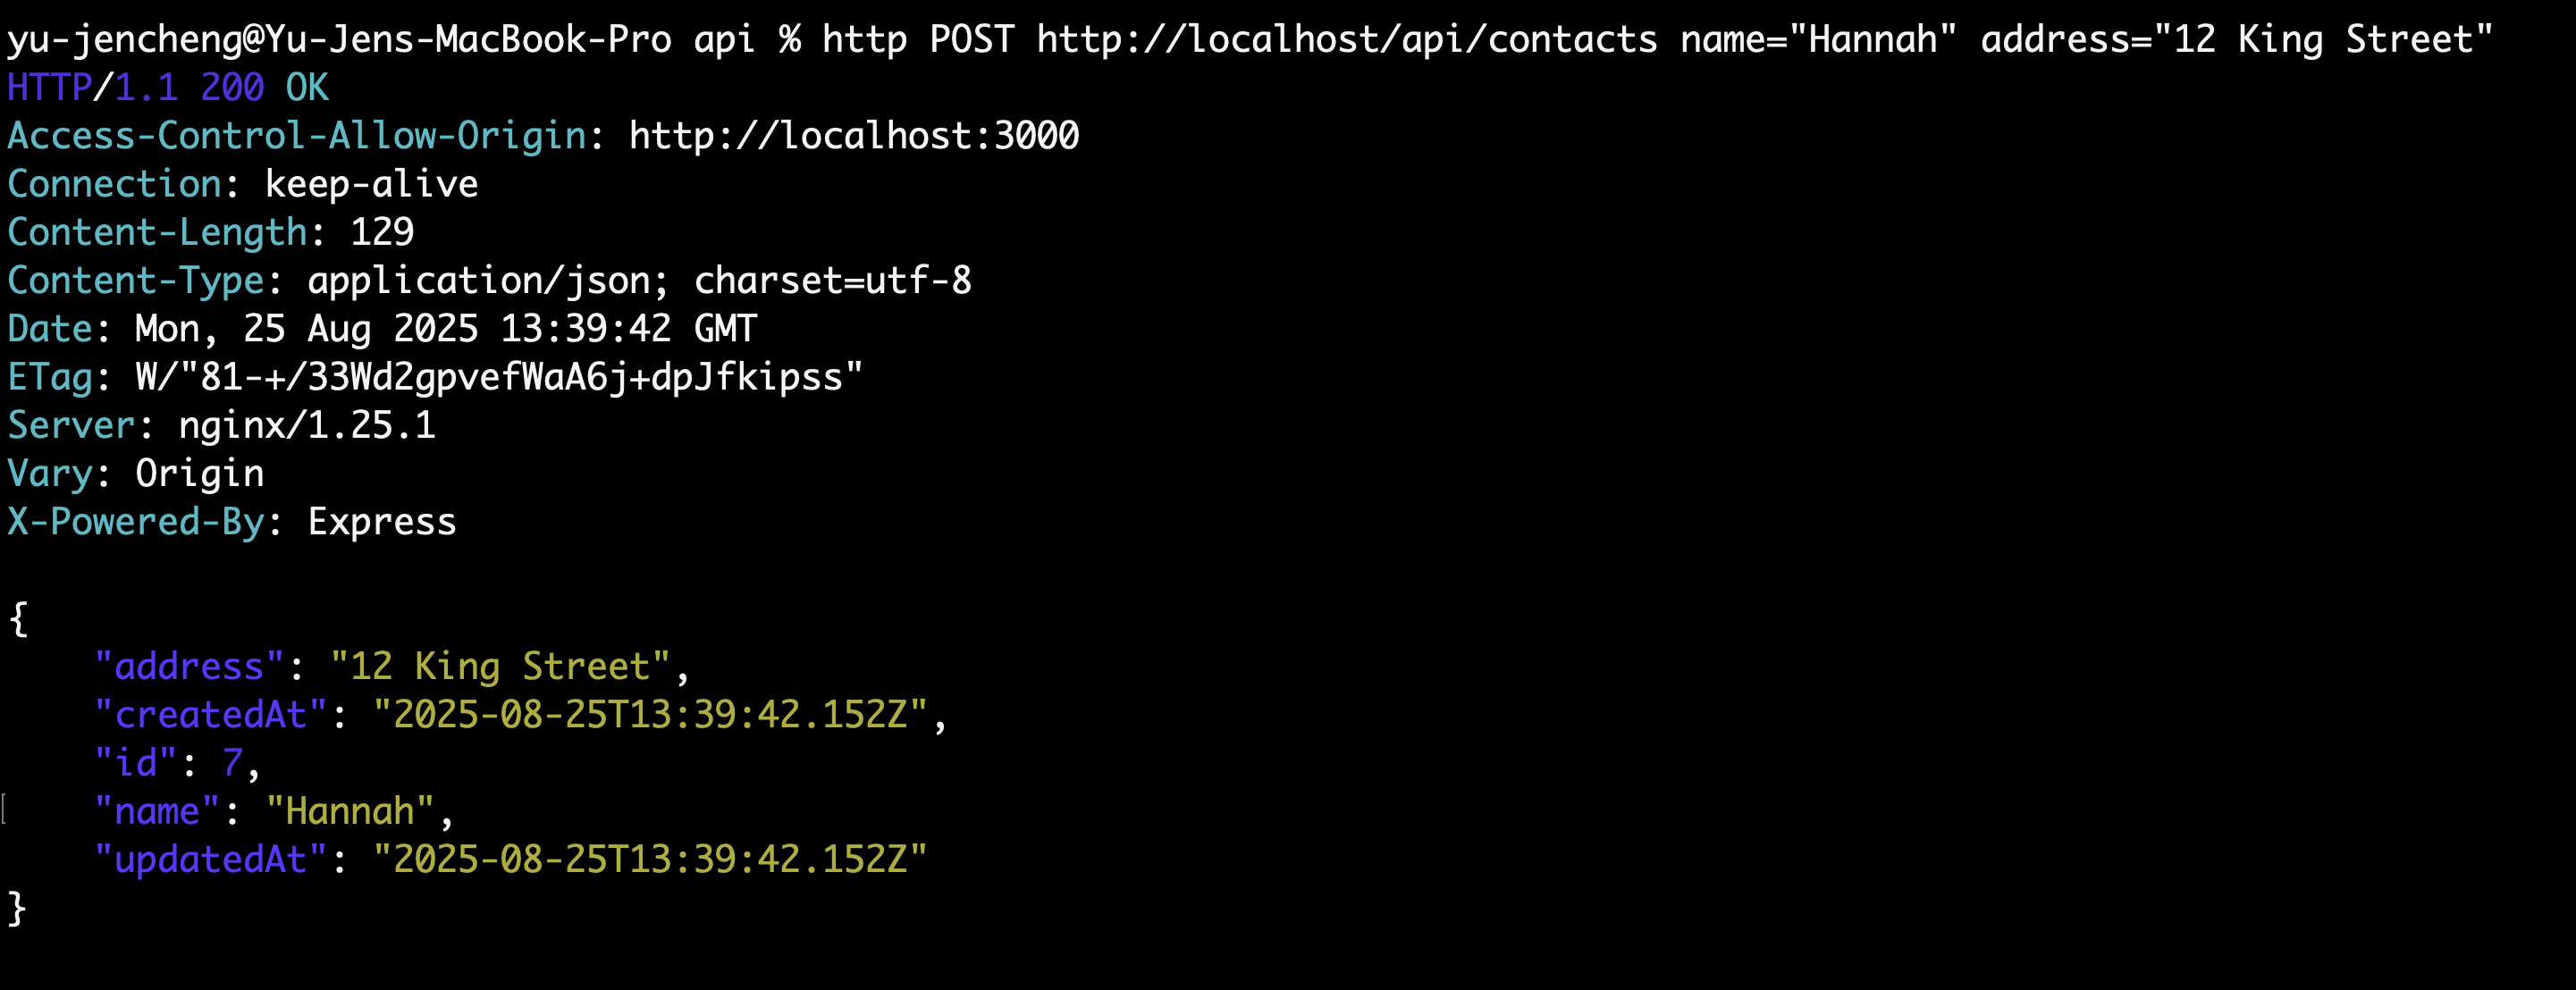 yu-jencheng@Yu-Jens-MacBook-Pro api % http POST http://localhost/api/contacts name="Hannah" address="12 King Street"
HTTP/1.1 200 OK
Access-Control-Allow-Origin: http://localhost:3000
Connection: keep-alive
Content-Length: 129
Content-Type: application/json; charset=utf-8
Date: Mon, 25 Aug 2025 13:39:42 GMT
ETag: W/"81-+/33Wd2gpvefWaA6j+dpJfkipss"
Server: nginx/1.25.1
Vary: Origin
X-Powered-By: Express

{
    "address": "12 King Street",
    "createdAt": "2025-08-25T13:39:42.152Z",
    "id": 7,
    "name": "Hannah",
    "updatedAt": "2025-08-25T13:39:42.152Z"
}